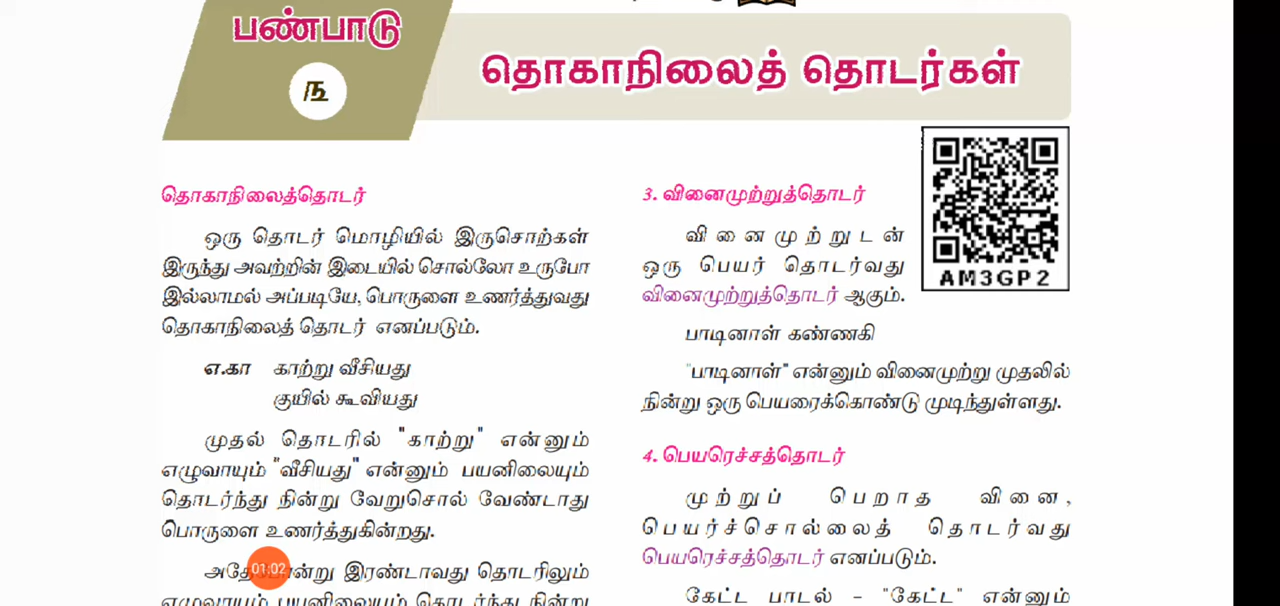 பண்பாடு
௩
தொகாநிலைத் தொடர்கள்
தொகாநிலைத்தொடர்
ஒரு தொடர் மொழியில் இருசொற்கள்
இருந்து அவற்றின் இடையில் சொல்லோ உருபோ
இல்லாமல் அப்படியே, பொருளை உணர்த்துவது
தொகாநிலைத் தொடர் எனப்படும்.
எ.கா காற்று வீசியது
குயில் கூவியது
முதல் தொடரில் "காற்று" என்னும்
எழுவாயும் "வீசியது" என்னும் பயனிலையும்
தொடர்ந்து நின்று வேறுசொல் வேண்டாது
பொருளை உணர்த்துகின்றது.
இரண்டாவது தொடரிலும
எழுவாயும் பயனிலையும் தொடர்ந்து நின்று
01:02
3. வினைமுற்றுத்தொடர்
வினைமுற்றுடன்
ஒரு பெயர் தொடர்வது
வினைமுற்றுத்தொடர் ஆகும்.
பாடினாள் கண்ணகி
"பாடினாள்" என்னும் வினைமுற்று முதலில்
நின்று ஒரு பெயரைக்கொண்டு முடிந்துள்ளது.
4. பெயரெச்சத்தொடர்
முற்றுப் பெறாத வினை,
பெயர்ச்சொல்லைத் தொடர்வது
பெயரெச்சத்தொடர் எனப்படும்.
கேட்ட பாடல் – "கேட்ட" என்னும்
AM3GP2